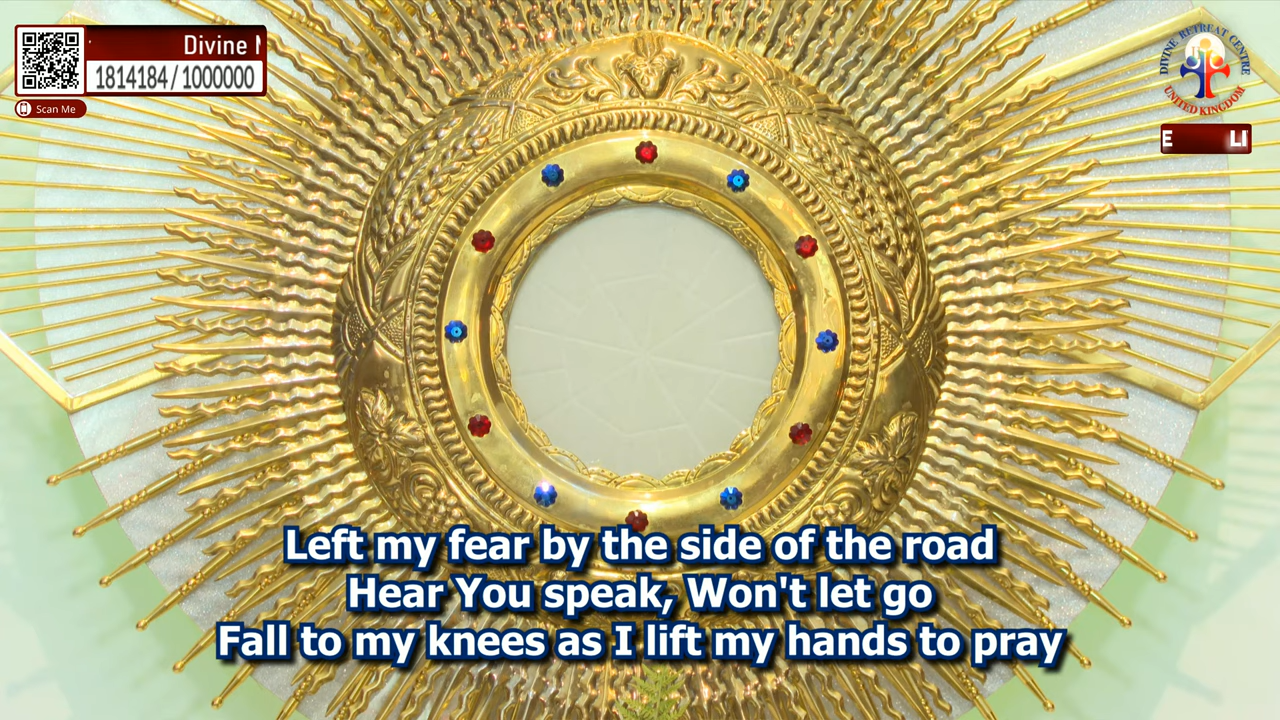 Divine
1814184/1000000
Scan Me
DIVINE RETREAT CENTRE
UNITED KINGDOM
E LI
Left my fear by the side of the road
Hear You speak, Won't let go
Fall to my knees as I lift my hands to pray